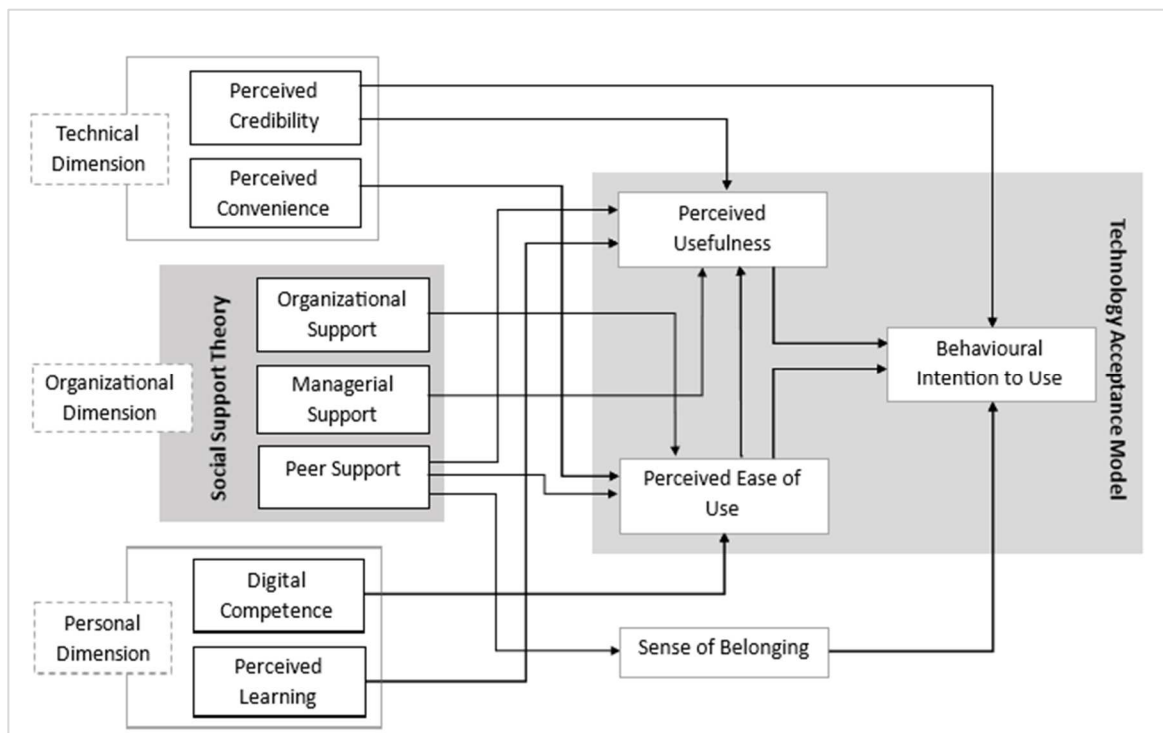 Technical
Dimension
Perceived
Credibility
Perceived
Convenience
Organizational
Dimension
Social Support Theory
Organizational
Support
Managerial
Support
Peer Support
Personal
Dimension
Digital
Competence
Perceived
Learning
Perceived
Usefulness
Perceived Ease of
Use
Sense of Belonging
Behavioural
Intention to Use
Technology Acceptance Model